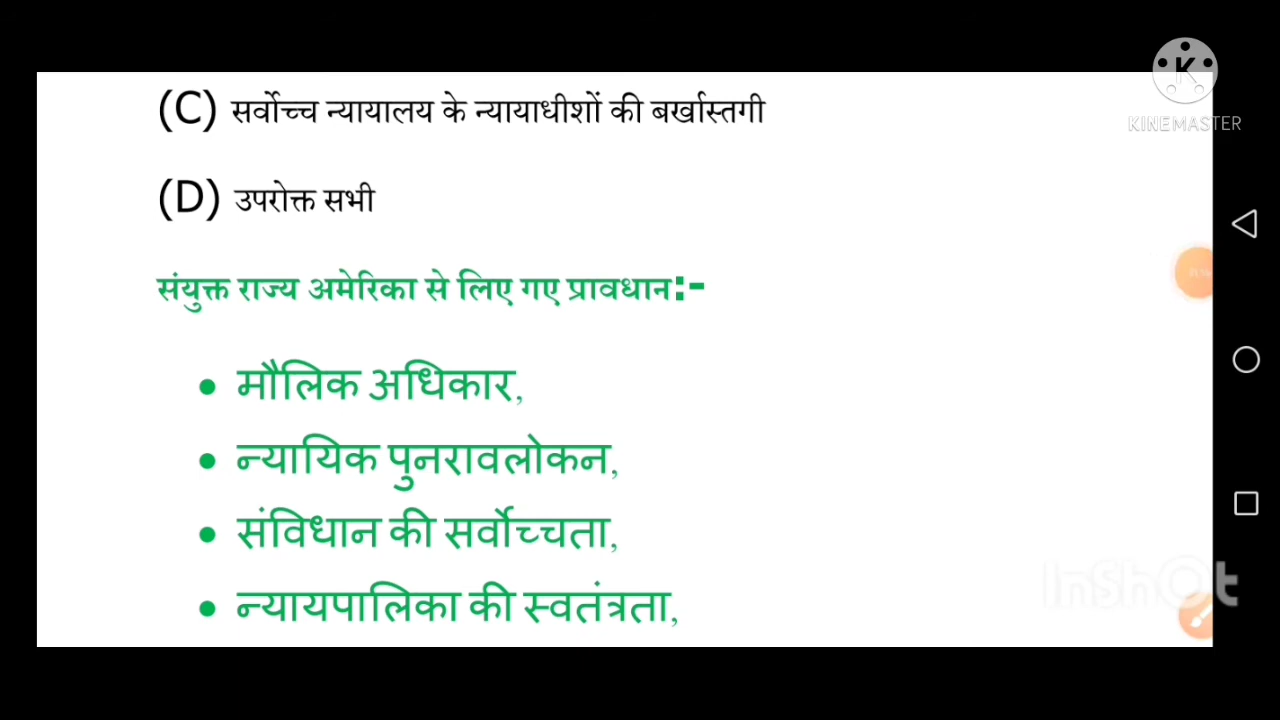 KINEMASTER
(C) सर्वोच्च न्यायालय के न्यायाधीशों की बर्खास्तगी
(D) उपरोक्त सभी
संयुक्त राज्य अमेरिका से लिए गए प्रावधान:-
• मौलिक अधिकार,
• न्यायिक पुनरावलोकन,
• संविधान की सर्वोच्चता,
• न्यायपालिका की स्वतंत्रता,
InShOt